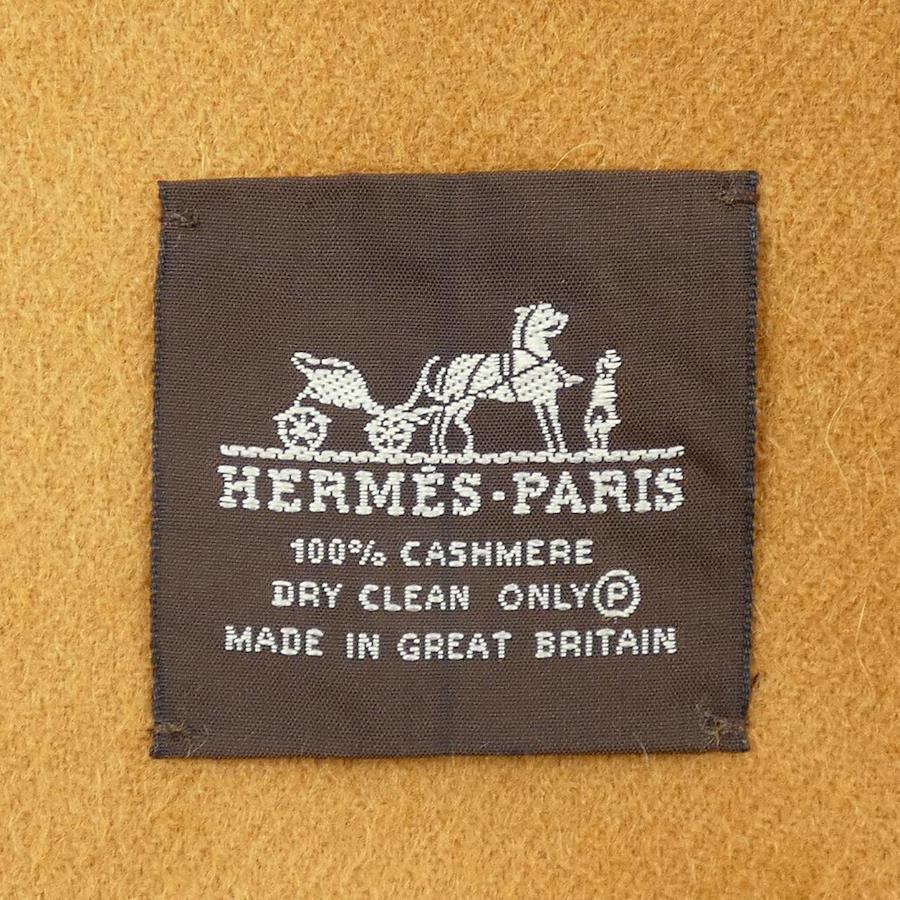 HERMÈS-PARIS
100% CASHMERE
DRY CLEAN ONLY Ⓟ
MADE IN GREAT BRITAIN